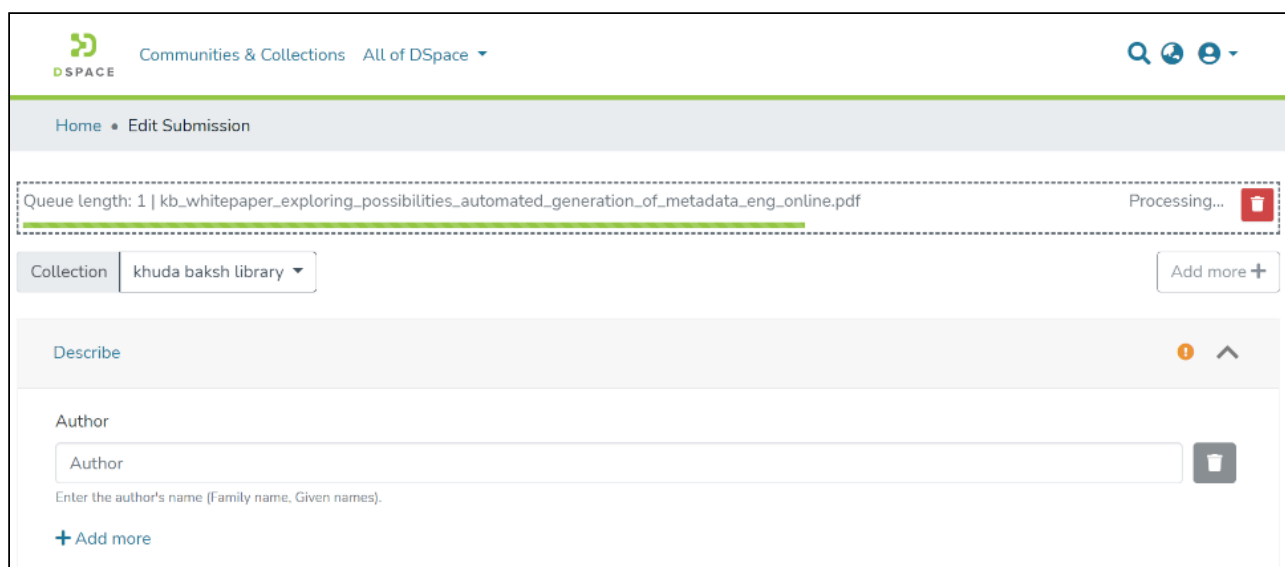 Communities & Collections All of DSpace
DSPACE
Home • Edit Submission
Queue length: 1 | kb_whitepaper_exploring_possibilities_automated_generation_of_metadata_eng_online.pdf Processing...
Collection khuda baksh library Add more +
Describe
Author
Author
Enter the author's name (Family name, Given names).
+ Add more